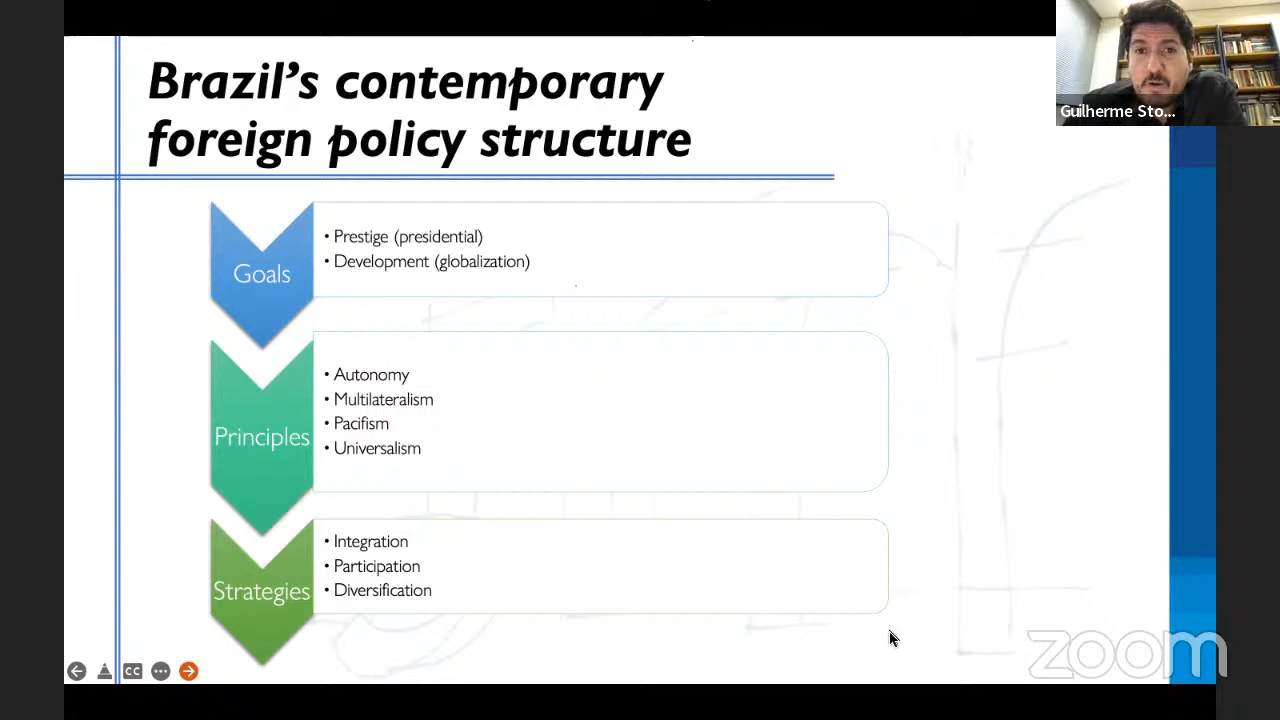 Brazil's contemporary
foreign policy structure
Guilherme Sto...
Goals
• Prestige (presidential)
• Development (globalization)
Principles
• Autonomy
• Multilateralism
• Pacifism
• Universalism
Strategies
• Integration
• Participation
• Diversification
CC
zoom